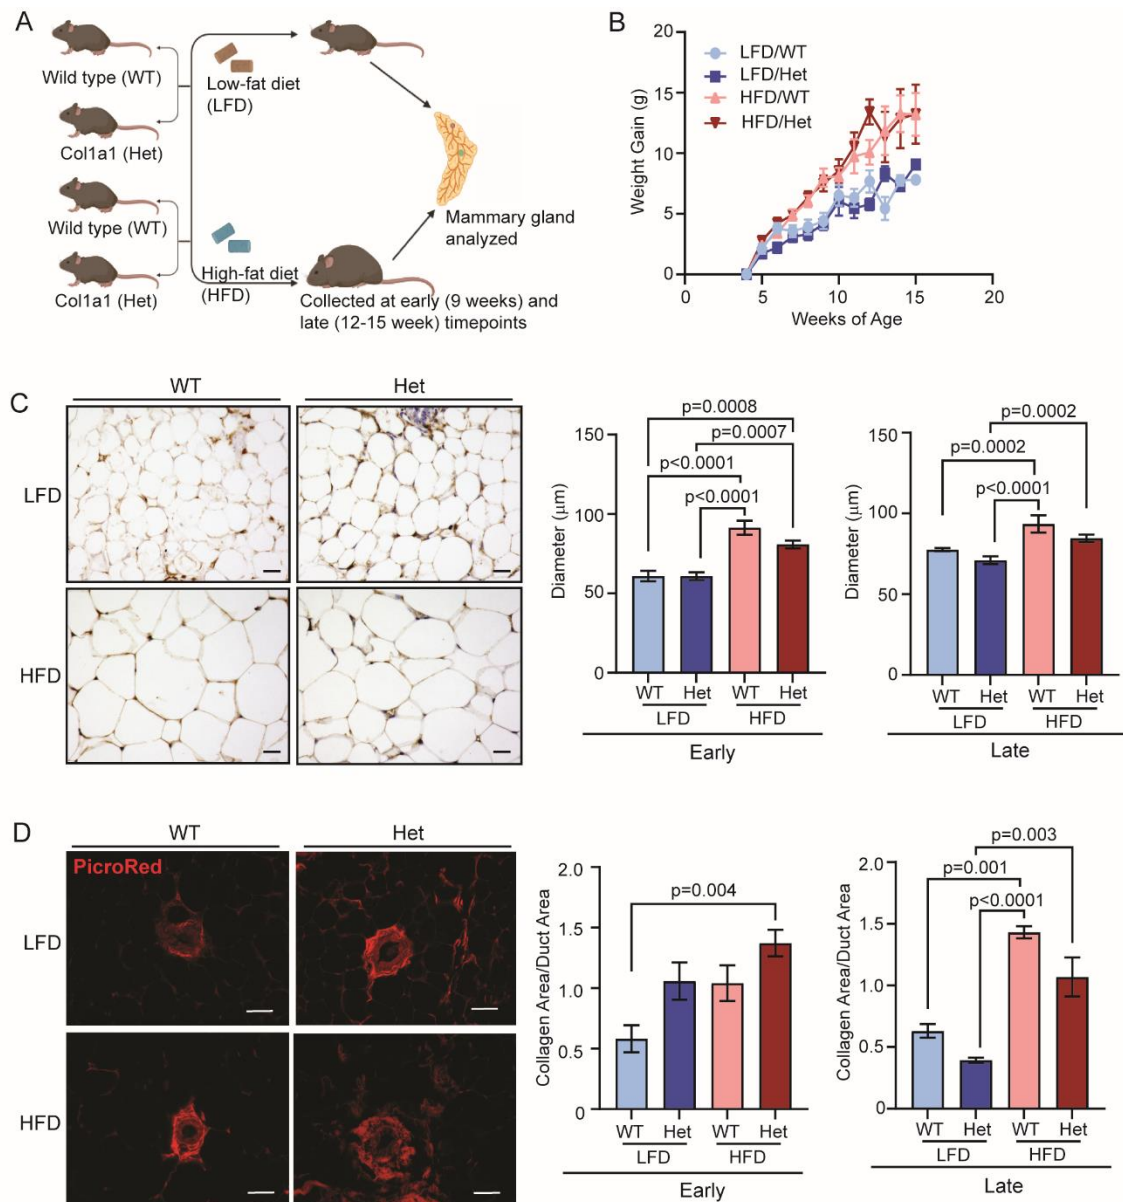 A
Wild type (WT)
Col1a1 (Het)
Wild type (WT)
Col1a1 (Het)
Low-fat diet
(LFD)
High-fat diet
(HFD)
Mammary gland
analyzed
Collected at early (9 weeks) and
late (12-15 week) timepoints
B
Weight Gain (g)
20
15
10
5
0
LFD/WT
LFD/Het
HFD/WT
HFD/Het
0 5 10 15 20
Weeks of Age
C
WT Het
LFD
HFD
p=0.0008
p=0.0007
p<0.0001
p<0.0001
Diameter (μm)
150
100
50
0
WT Het WT Het
LFD HFD
Early
p=0.0002
p=0.0002
p<0.0001
Diameter (μm)
150
100
50
0
WT Het WT Het
LFD HFD
Late
D
WT Het
PicroRed
LFD
HFD
p=0.004
Collagen Area/Duct Area
2.0
1.5
1.0
0.5
0
WT Het WT Het
LFD HFD
Early
p=0.003
p=0.001
p<0.0001
Collagen Area/Duct Area
2.0
1.5
1.0
0.5
0
WT Het WT Het
LFD HFD
Late